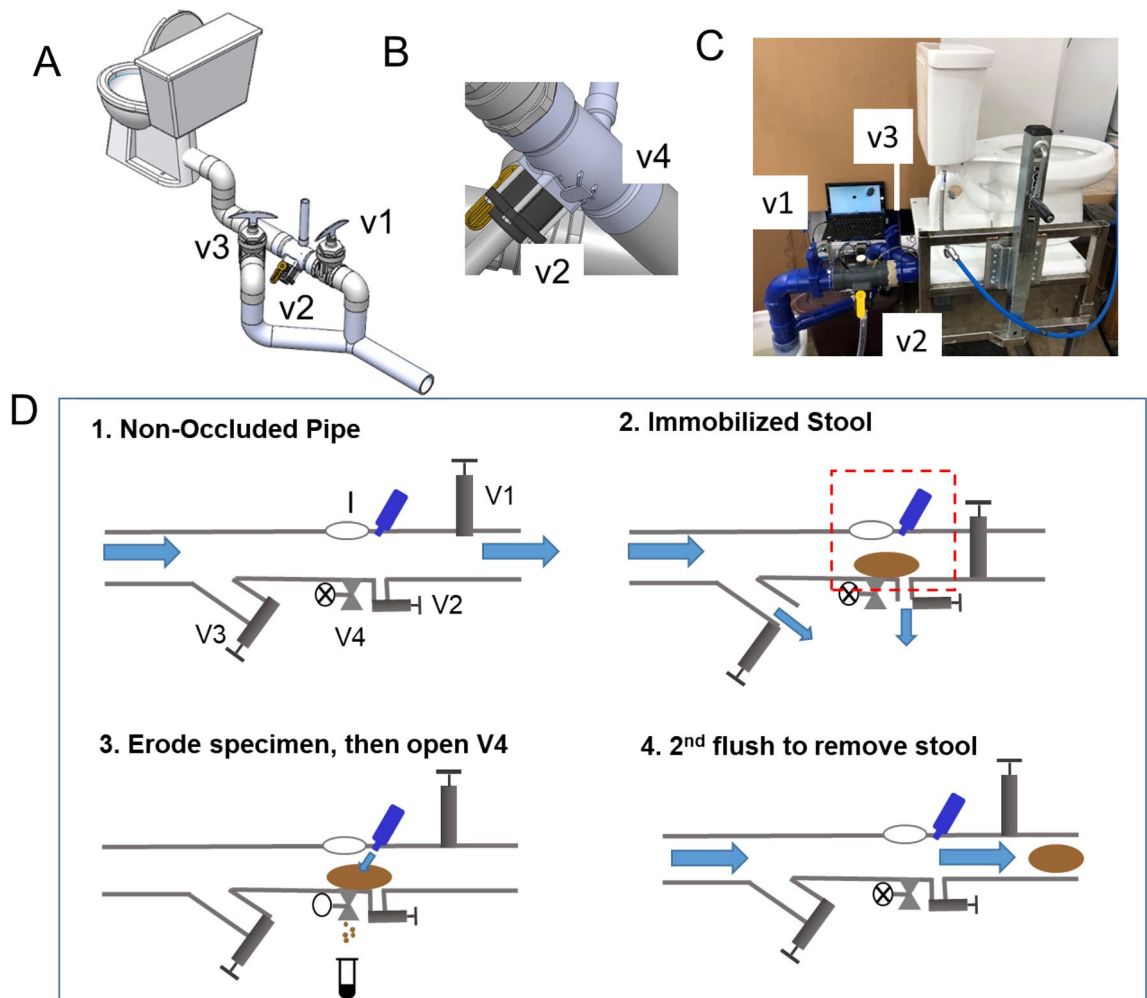 A
v3
v1
v2
B
v4
v2
C
v3
v1
v2
D
1. Non-Occluded Pipe
I
V1
V3
V4
V2
2. Immobilized Stool
3. Erode specimen, then open V4
4. 2nd flush to remove stool